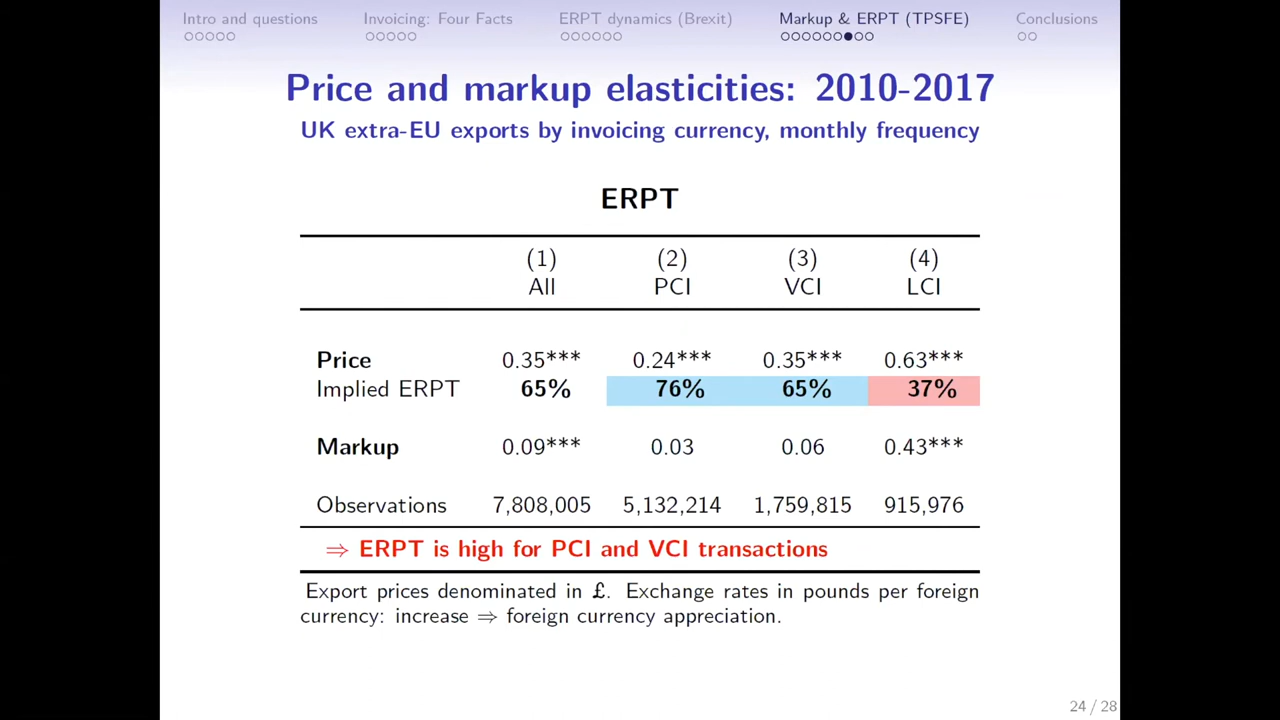 Intro and questions Invoicing: Four Facts ERPT dynamics (Brexit) Markup & ERPT (TPSFE) Conclusions
Price and markup elasticities: 2010-2017
UK extra-EU exports by invoicing currency, monthly frequency
ERPT
(1) (2) (3) (4)
All PCI VCI LCI
Price 0.35*** 0.24*** 0.35*** 0.63***
Implied ERPT 65% 76% 65% 37%
Markup 0.09*** 0.03 0.06 0.43***
Observations 7,808,005 5,132,214 1,759,815 915,976
⇒ ERPT is high for PCI and VCI transactions
Export prices denominated in £. Exchange rates in pounds per foreign
currency: increase ⇒ foreign currency appreciation.
24 / 28